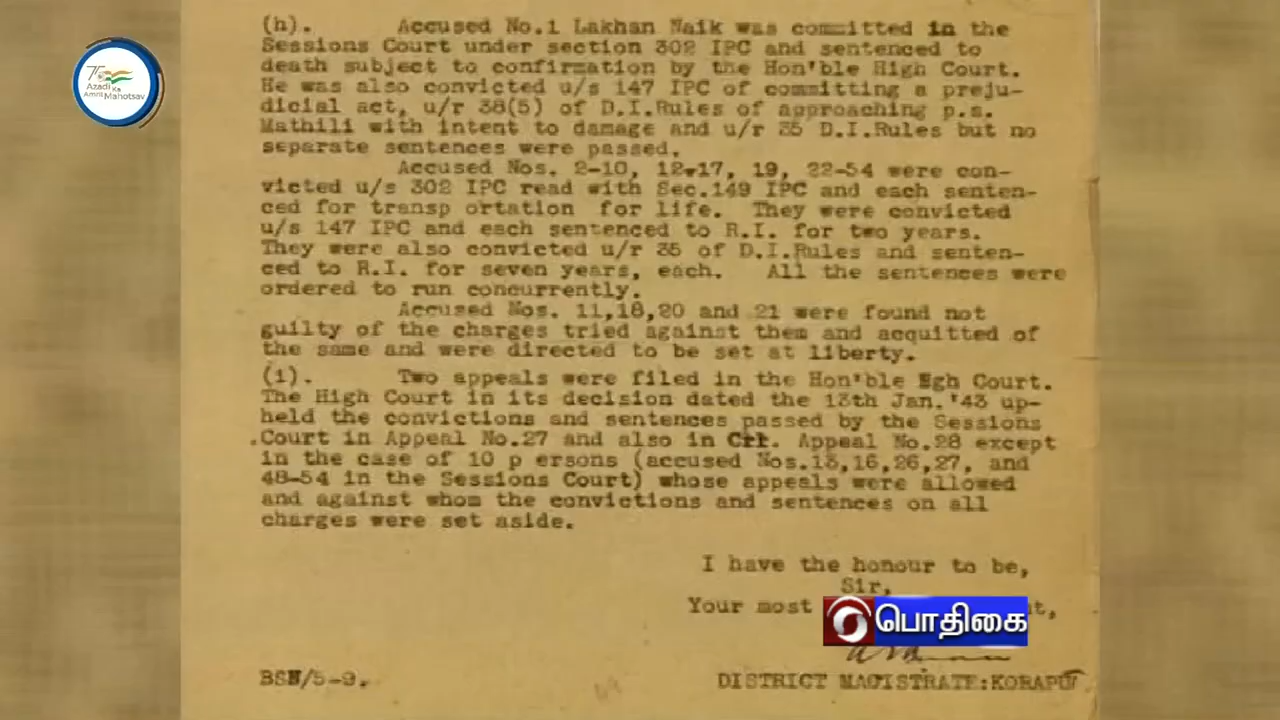 (h). Accused No.1 Lakhan Naik was committed in the
Sessions Court under section 302 IPC and sentenced to
death subject to confirmation by the Hon'ble High Court.
He was also convicted u/s 147 IPC of committing a preju-
dicial act, u/r 38(5) of D.I.Rules of approaching p.s.
Mathili with intent to damage and u/r 35 D.I.Rules but no
separate sentences were passed.
Accused Nos. 2-10, 12-17, 19, 22-54 were con-
victed u/s 302 IPC read with Sec.149 IPC and each senten-
ced for transp ortation for life. They were convicted
u/s 147 IPC and each sentenced to R.I. for two years.
They were also convicted u/r 35 of D.I.Rules and senten-
ced to R.I. for seven years, each. All the sentences were
ordered to run concurrently.
Accused Nos. 11,18,20 and 21 were found not
guilty of the charges tried against them and acquitted of
the same and were directed to be set at liberty.
(i). Two appeals were filed in the Hon'ble Hgh Court.
The High Court in its decision dated the 13th Jan.'43 up-
held the convictions and sentences passed by the Sessions
Court in Appeal No.27 and also in Crl. Appeal No.28 except
in the case of 10 p ersons (accused Nos.13,16,26,27, and
48-54 in the Sessions Court) whose appeals were allowed
and against whom the convictions and sentences on all
charges were set aside.
I have the honour to be,
Sir,
Your most
BSN/5-9.
DISTRICT MAGISTRATE:KORAPUT
75
Azadi Ka
Amrit Mahotsav
பொதிகை